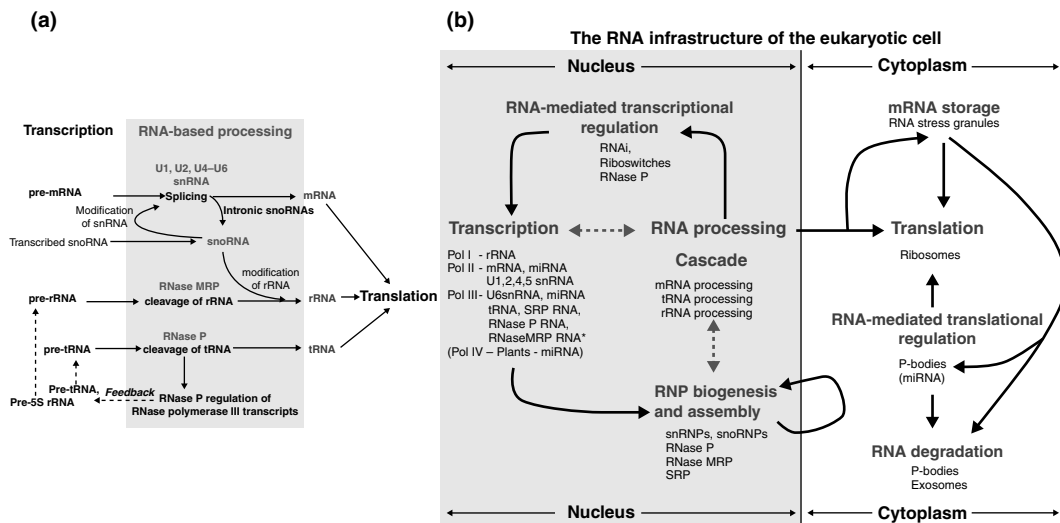 (a)
Transcription
RNA-based processing
U1, U2, U4–U6
snRNA
pre-mRNA
Splicing
mRNA
Modification
of snRNA
Intronic snoRNAs
Transcribed snoRNA
snoRNA
modification
of rRNA
RNase MRP
pre-rRNA
cleavage of rRNA
rRNA
Translation
RNase P
pre-tRNA
cleavage of tRNA
tRNA
Pre-tRNA,
Feedback
Pre-5S rRNA
RNase P regulation of
RNase polymerase III transcripts
(b)
The RNA infrastructure of the eukaryotic cell
Nucleus
Cytoplasm
RNA-mediated transcriptional
regulation
RNAi,
Riboswitches
RNase P
mRNA storage
RNA stress granules
Transcription
RNA processing
Translation
Pol I - rRNA
Pol II - mRNA, miRNA
U1,2,4,5 snRNA
Pol III- U6snRNA, miRNA
tRNA, SRP RNA,
RNase P RNA,
RNaseMRP RNA*
(Pol IV – Plants - miRNA)
Cascade
mRNA processing
tRNA processing
rRNA processing
Ribosomes
RNA-mediated translational
regulation
P-bodies
(miRNA)
RNP biogenesis
and assembly
snRNPs, snoRNPs
RNase P
RNase MRP
SRP
RNA degradation
P-bodies
Exosomes
Nucleus
Cytoplasm